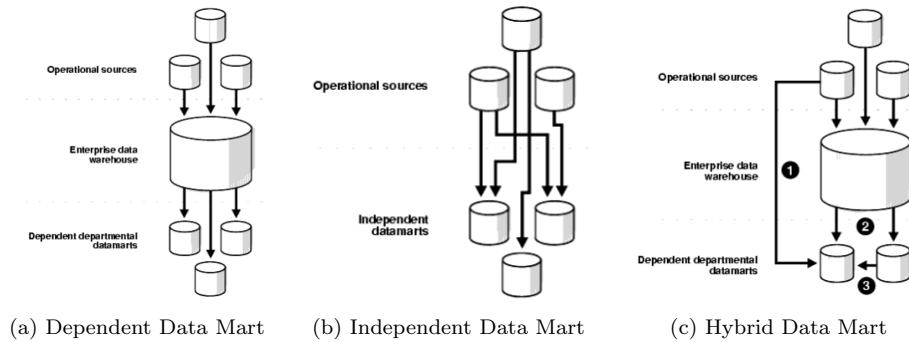 Operational sources
Enterprise data
warehouse
Dependent departmental
datamarts
(a) Dependent Data Mart
Operational sources
Independent
datamarts
(b) Independent Data Mart
Operational sources
Enterprise data
warehouse
1
2
Dependent departmental
datamarts
3
(c) Hybrid Data Mart